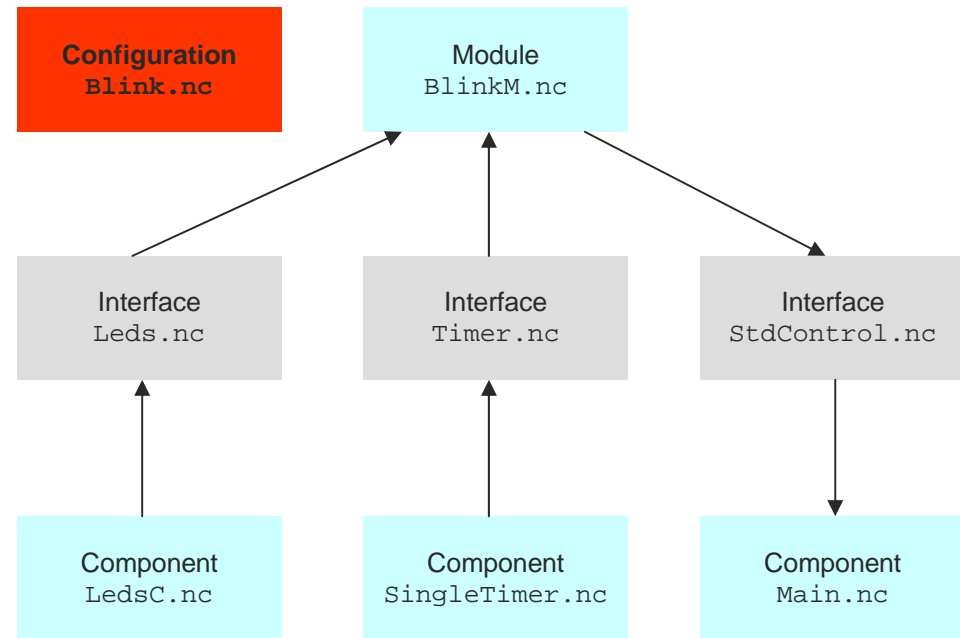 Configuration
Blink.nc
Module
BlinkM.nc
Interface
Leds.nc
Interface
Timer.nc
Interface
StdControl.nc
Component
LedsC.nc
Component
SingleTimer.nc
Component
Main.nc